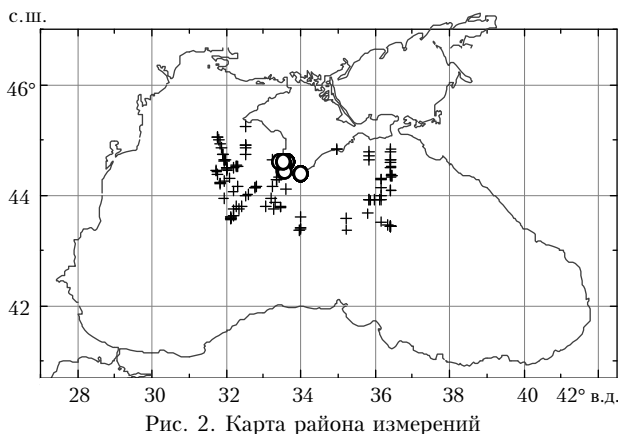 с.ш.
46°
44
42
28 30 32 34 36 38 40 42° в.д.
Рис. 2. Карта района измерений